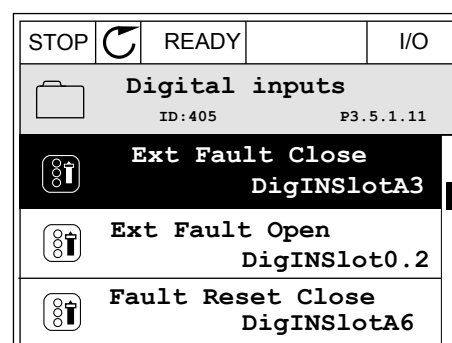 STOP READY I/O
Digital inputs
ID:405 P3.5.1.11
Ext Fault Close
DigINSlotA3
Ext Fault Open
DigINSlot0.2
Fault Reset Close
DigINSlotA6